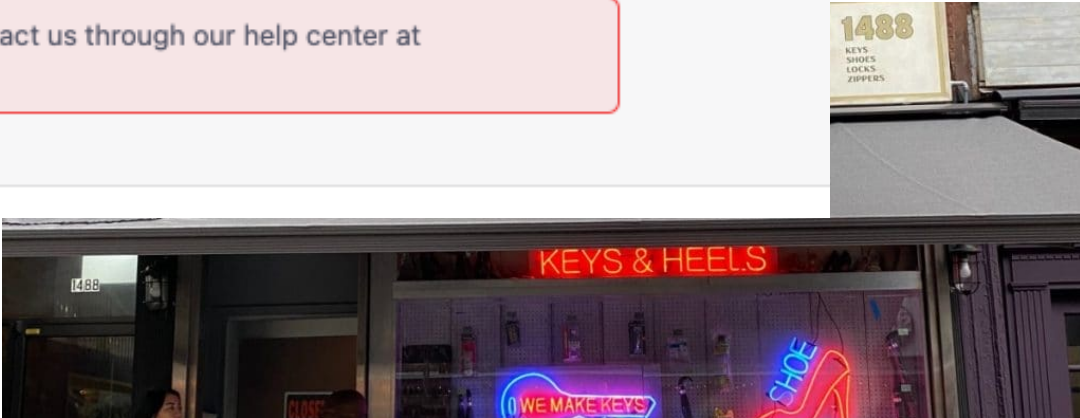 act us through our help center at
1488
KEYS
SHOES
LOCKS
ZIPPERS
KEYS & HEELS
1488
SHOE
WE MAKE KEYS
CLOSE